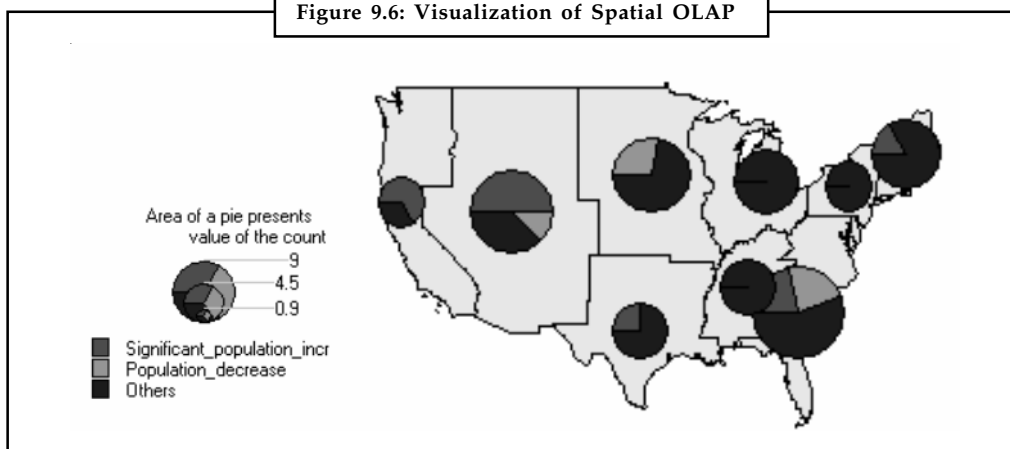 Figure 9.6: Visualization of Spatial OLAP
Area of a pie presents
value of the count
9
4.5
0.9
Significant_population_incr
Population_decrease
Others